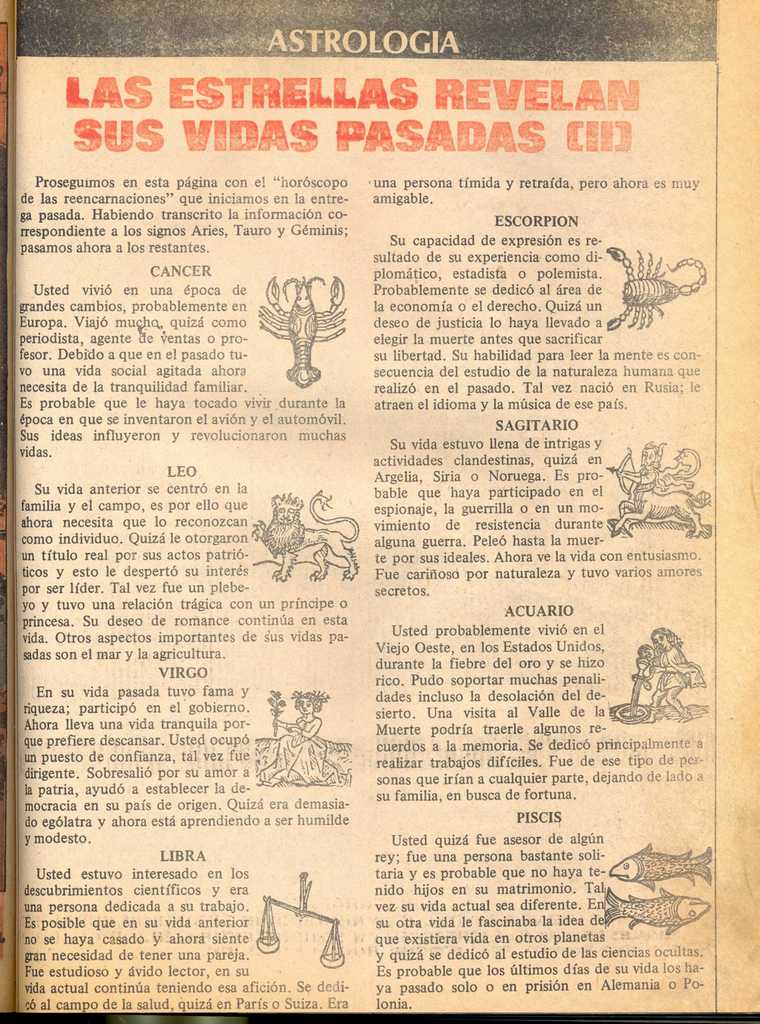 ASTROLOGIA
LAS ESTRELLAS REVELAN
SUS VIDAS PASADAS (II)
Proseguimos en esta página con el "horóscopo
de las reencarnaciones" que iniciamos en la entre-
ga pasada. Habiendo transcrito la información co-
rrespondiente a los signos Aries, Tauro y Géminis;
pasamos ahora a los restantes.
CANCER
Usted vivió en una época de
grandes cambios, probablemente en
Europa. Viajó mucho, quizá como
periodista, agente de ventas o pro-
fesor. Debido a que en el pasado tu-
vo una vida social agitada ahora
necesita de la tranquilidad familiar.
Es probable que le haya tocado vivir durante la
época en que se inventaron el avión y el automóvil.
Sus ideas influyeron y revolucionaron muchas
vidas.
LEO
Su vida anterior se centró en la
familia y el campo, es por ello que
ahora necesita que lo reconozcan
como individuo. Quizá le otorgaron
un título real por sus actos patrió-
ticos y esto le despertó su interés
por ser líder. Tal vez fue un plebe-
yo y tuvo una relación trágica con un príncipe o
princesa. Su deseo de romance continúa en esta
vida. Otros aspectos importantes de sus vidas pa-
sadas son el mar y la agricultura.
VIRGO
En su vida pasada tuvo fama y
riqueza; participó en el gobierno.
Ahora lleva una vida tranquila por-
que prefiere descansar. Usted ocupó
un puesto de confianza, tal vez fue
dirigente. Sobresalió por su amor a
la patria, ayudó a establecer la de-
mocracia en su país de origen. Quizá era demasia-
do ególatra y ahora está aprendiendo a ser humilde
y modesto.
LIBRA
Usted estuvo interesado en los
descubrimientos científicos y era
una persona dedicada a su trabajo.
Es posible que en su vida anterior
no se haya casado y ahora siente
gran necesidad de tener una pareja.
Fue estudioso y ávido lector, en su
vida actual continúa teniendo esa afición. Se dedi-
có al campo de la salud, quizá en París o Suiza. Era
una persona tímida y retraída, pero ahora es muy
amigable.
ESCORPION
Su capacidad de expresión es re-
sultado de su experiencia como di-
plomático, estadista o polemista.
Probablemente se dedicó al área de
la economía o el derecho. Quizá un
deseo de justicia lo haya llevado a
elegir la muerte antes que sacrificar
su libertad. Su habilidad para leer la mente es con-
secuencia del estudio de la naturaleza humana que
realizó en el pasado. Tal vez nació en Rusia; le
atraen el idioma y la música de ese país.
SAGITARIO
Su vida estuvo llena de intrigas y
actividades clandestinas, quizá en
Argelia, Siria o Noruega. Es pro-
bable que haya participado en el
espionaje, la guerrilla o en un mo-
vimiento de resistencia durante
alguna guerra. Peleó hasta la muer-
te por sus ideales. Ahora ve la vida con entusiasmo.
Fue cariñoso por naturaleza y tuvo varios amores
secretos.
ACUARIO
Usted probablemente vivió en el
Viejo Oeste, en los Estados Unidos,
durante la fiebre del oro y se hizo
rico. Pudo soportar muchas penali-
dades incluso la desolación del de-
sierto. Una visita al Valle de la
Muerte podría traerle algunos re-
cuerdos a la memoria. Se dedicó principalmente a
realizar trabajos difíciles. Fue de ese tipo de per-
sonas que irían a cualquier parte, dejando de lado a
su familia, en busca de fortuna.
PISCIS
Usted quizá fue asesor de algún
rey; fue una persona bastante soli-
taria y es probable que no haya te-
nido hijos en su matrimonio. Tal
vez su vida actual sea diferente. En
su otra vida le fascinaba la idea de
que existiera vida en otros planetas
y quizá se dedicó al estudio de las ciencias ocultas.
Es probable que los últimos días de su vida los ha-
ya pasado solo o en prisión en Alemania o Po-
lonia.